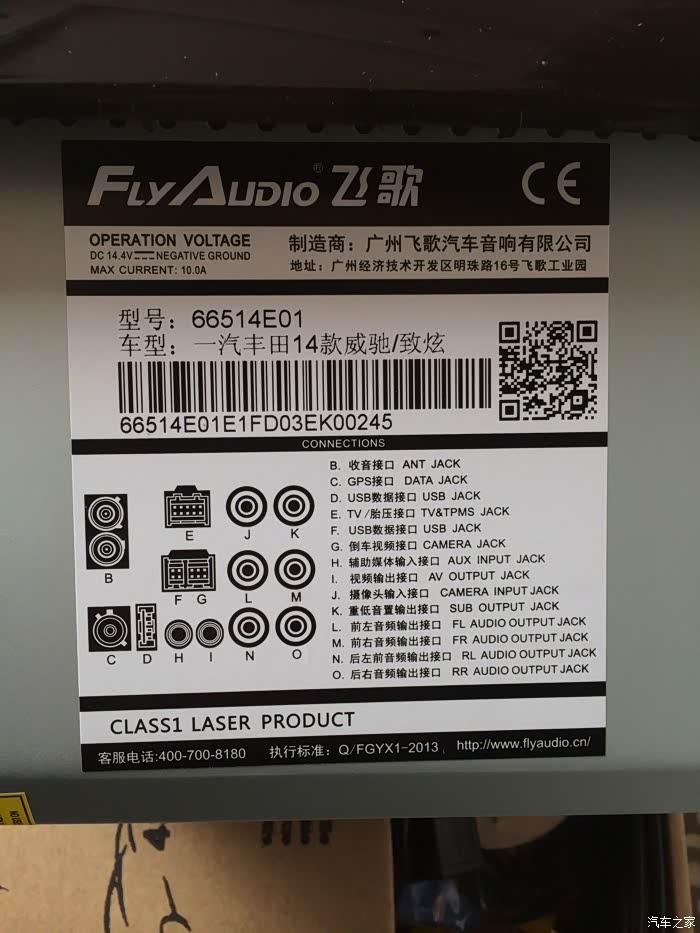 FLYAUDIO® 飞歌 CE
OPERATION VOLTAGE
DC 14.4V NEGATIVE GROUND
MAX CURRENT: 10.0A
制造商：广州飞歌汽车音响有限公司
地址：广州经济技术开发区明珠路16号飞歌工业园
型号：66514E01
车型：一汽丰田14款威驰/致炫
66514E01E1FD03EK00245
CONNECTIONS
B. 收音接口 ANT JACK
C. GPS接口 DATA JACK
D. USB数据接口 USB JACK
E. TV/胎压接口 TV&TPMS JACK
F. USB数据接口 USB JACK
G. 倒车视频接口 CAMERA JACK
H. 辅助媒体输入接口 AUX INPUT JACK
I. 视频输出接口 AV OUTPUT JACK
J. 摄像头输入接口 CAMERA INPUT JACK
K. 重低音置输出接口 SUB OUTPUT JACK
L. 前左音频输出接口 FL AUDIO OUTPUT JACK
M. 前右音频输出接口 FR AUDIO OUTPUT JACK
N. 后左前音频输出接口 RL AUDIO OUTPUT JACK
O. 后右音频输出接口 RR AUDIO OUTPUT JACK
B
E
J
K
F
G
L
M
C
D
H
I
N
O
CLASS1 LASER PRODUCT
客服电话:400-700-8180 执行标准：Q/FGYX1-2013 http://www.flyaudio.cn/
汽车之家